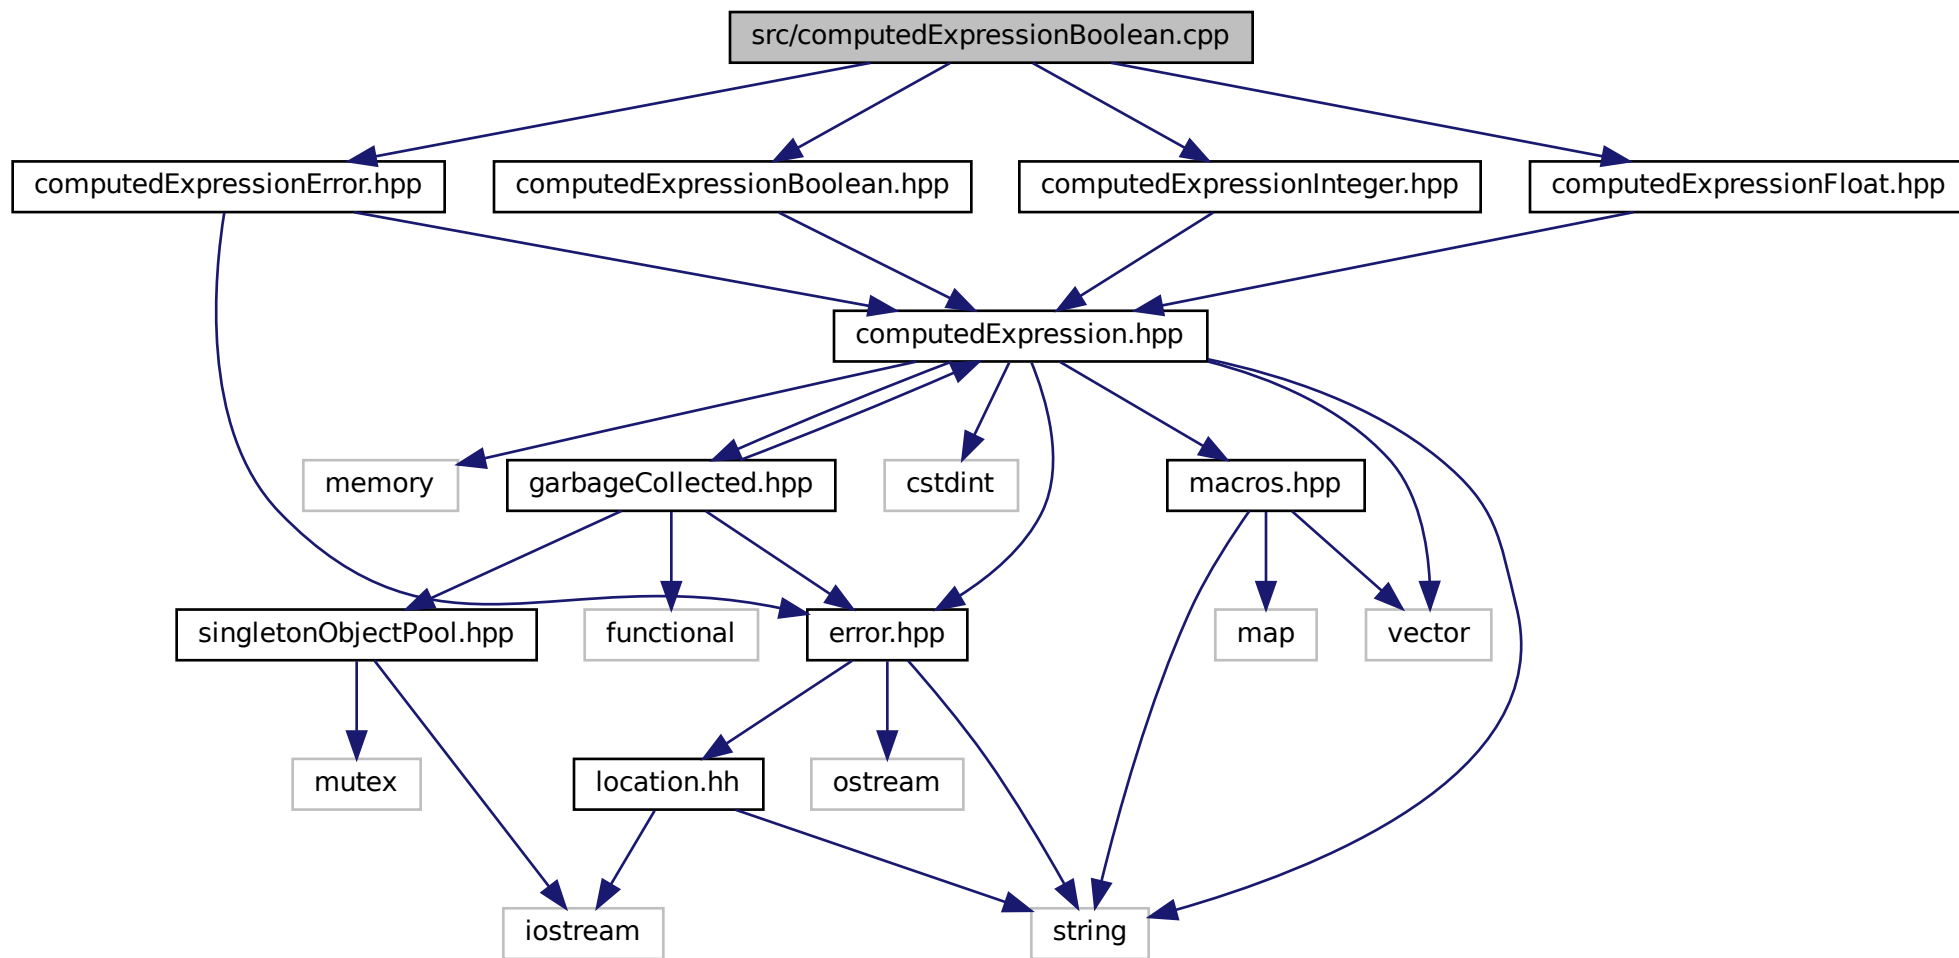 src/computedExpressionBoolean.cpp
computedExpressionError.hpp
computedExpressionBoolean.hpp
computedExpressionInteger.hpp
computedExpressionFloat.hpp
computedExpression.hpp
memory
garbageCollected.hpp
cstdint
macros.hpp
singletonObjectPool.hpp
functional
error.hpp
map
vector
mutex
location.hh
ostream
iostream
string